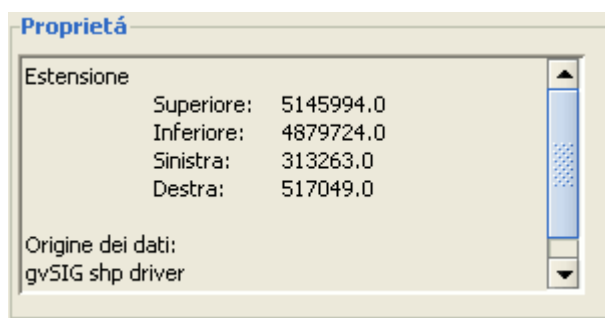 Proprietá
Estensione
Superiore: 5145994.0
Inferiore: 4879724.0
Sinistra: 313263.0
Destra: 517049.0
Origine dei dati:
gvSIG shp driver